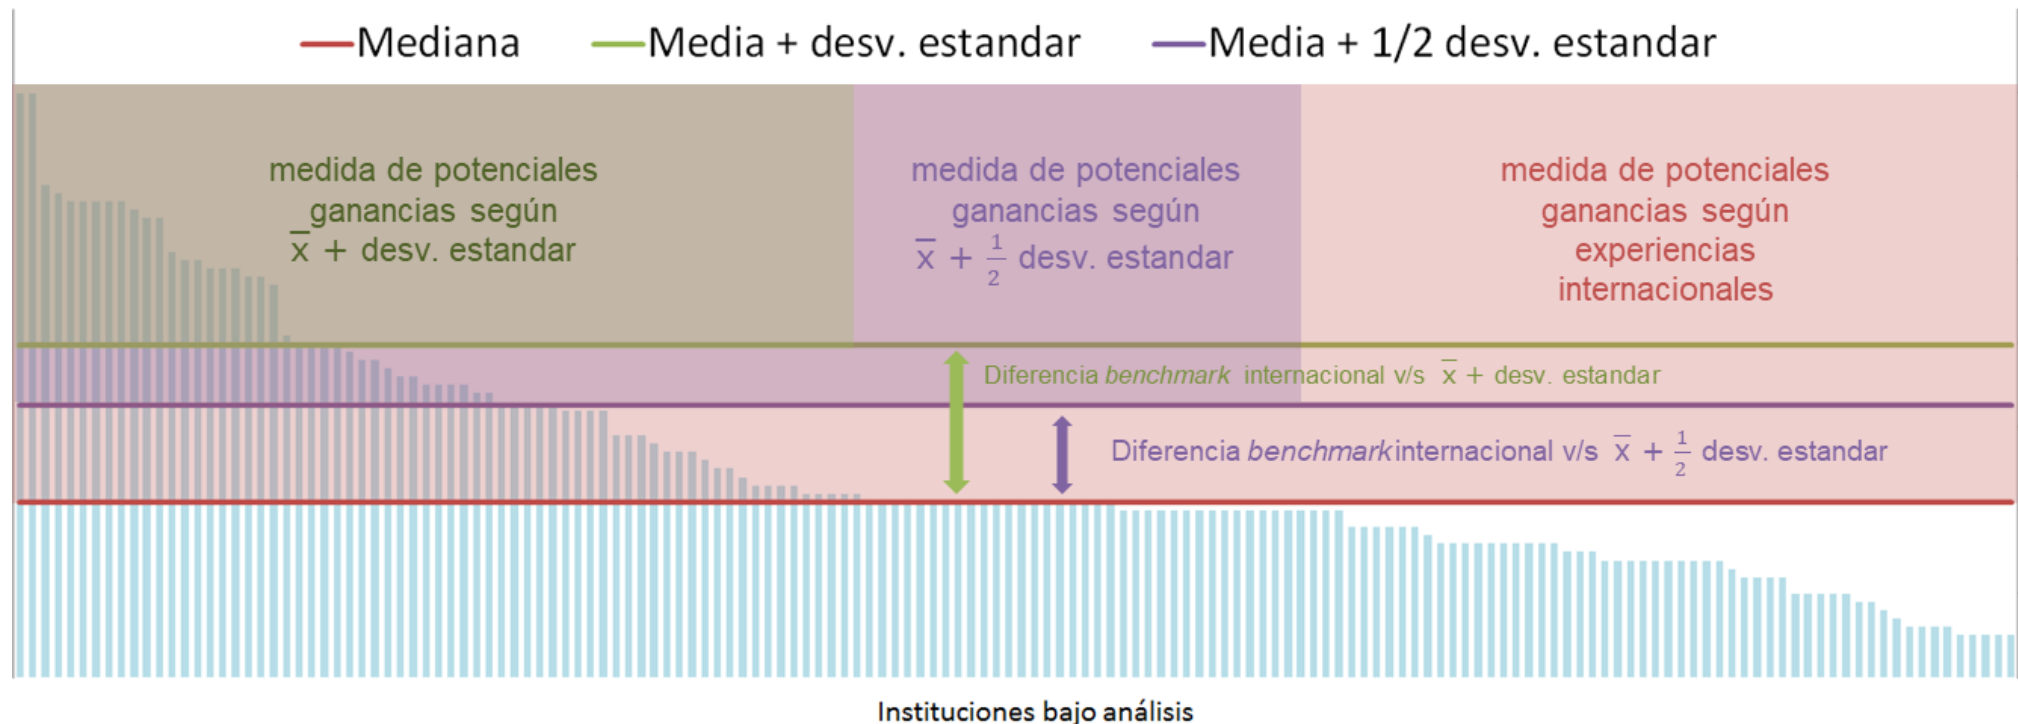 Mediana Media + desv. estandar Media + 1/2 desv. estandar
medida de potenciales
ganancias según
x̅ + desv. estandar
medida de potenciales
ganancias según
x̅ + 1/2 desv. estandar
medida de potenciales
ganancias según
experiencias
internacionales
Diferencia benchmark internacional v/s x̅ + desv. estandar
Diferencia benchmark internacional v/s x̅ + 1/2 desv. estandar
Instituciones bajo análisis